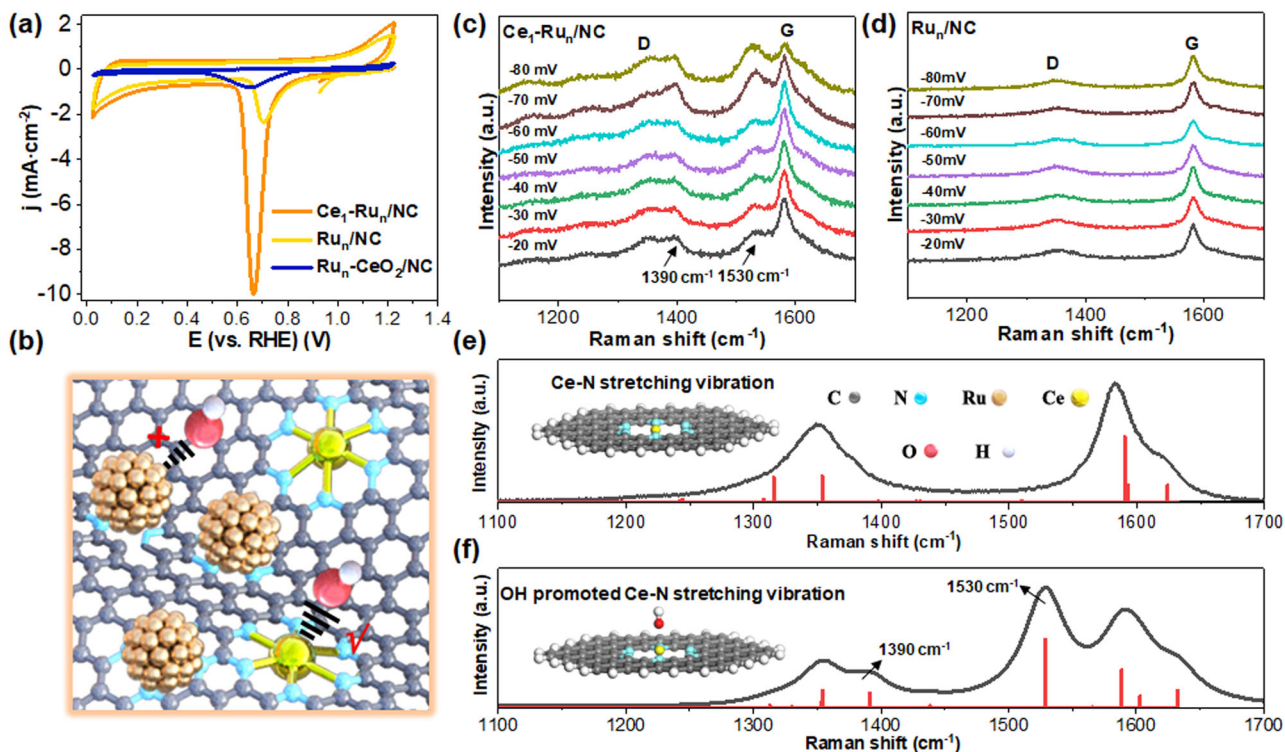 (a)
2
0
-2
-4
-6
-8
-10
j (mA·cm⁻²)
Ce₁-Ruₙ/NC
Ruₙ/NC
Ruₙ-CeO₂/NC
0.0 0.2 0.4 0.6 0.8 1.0 1.2 1.4
E (vs. RHE) (V)
(b)
+
√
(c)
Ce₁-Ruₙ/NC
D
G
-80 mV
-70 mV
-60 mV
-50 mV
-40 mV
-30 mV
-20 mV
1390 cm⁻¹ 1530 cm⁻¹
Intensity (a.u.)
1200 1400 1600
Raman shift (cm⁻¹)
(d)
Ruₙ/NC
D
G
-80mV
-70mV
-60mV
-50mV
-40mV
-30mV
-20mV
Intensity (a.u.)
1200 1400 1600
Raman shift (cm⁻¹)
(e)
Ce-N stretching vibration
C N Ru Ce
O H
Intensity (a.u.)
1100 1200 1300 1400 1500 1600 1700
Raman shift (cm⁻¹)
(f)
OH promoted Ce-N stretching vibration
1530 cm⁻¹
1390 cm⁻¹
Intensity (a.u.)
1100 1200 1300 1400 1500 1600 1700
Raman shift (cm⁻¹)